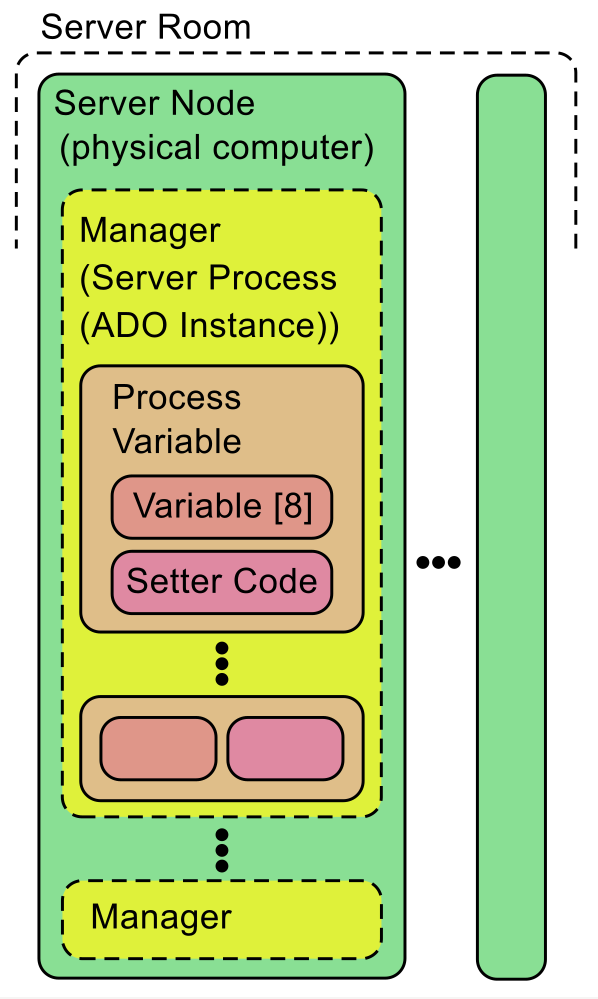 Server Room
Server Node
(physical computer)
Manager
(Server Process
(ADO Instance))
Process
Variable
Variable [8]
Setter Code
Manager